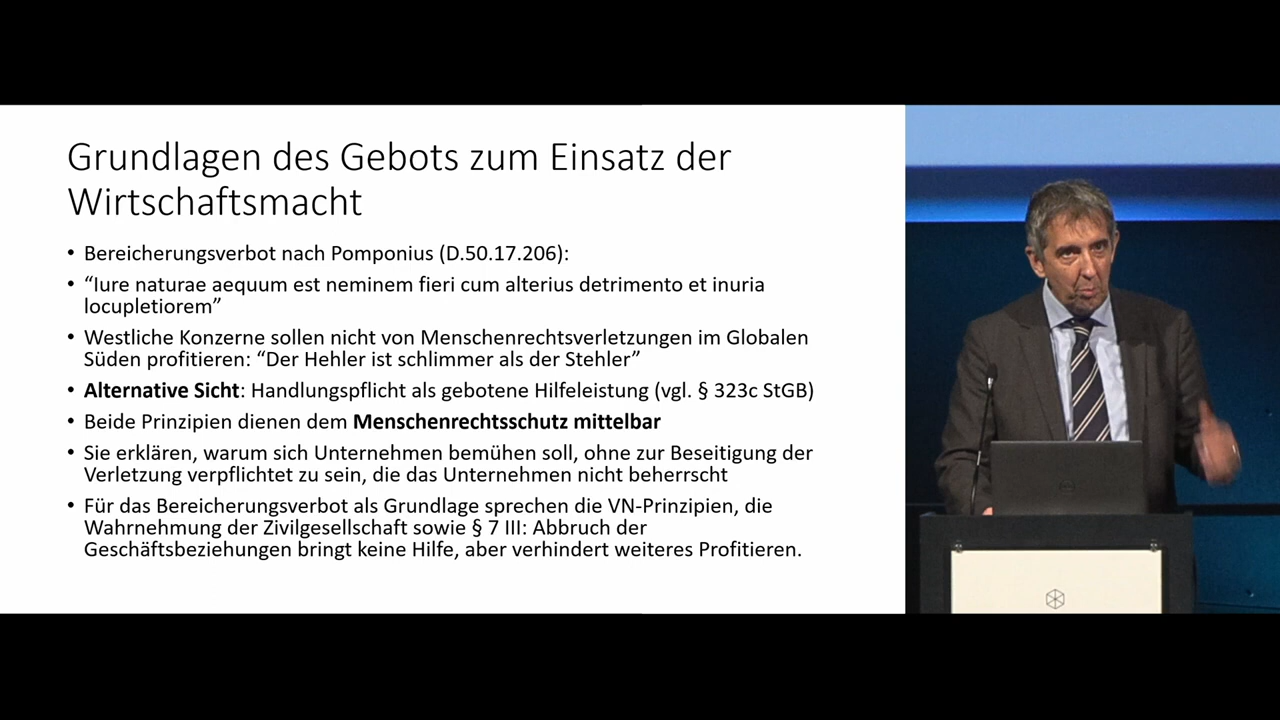 Grundlagen des Gebots zum Einsatz der
Wirtschaftsmacht
• Bereicherungsverbot nach Pomponius (D.50.17.206):
• “Iure naturae aequum est neminem fieri cum alterius detrimento et inuria
locupletiorem”
• Westliche Konzerne sollen nicht von Menschenrechtsverletzungen im Globalen
Süden profitieren: “Der Hehler ist schlimmer als der Stehler”
• Alternative Sicht: Handlungspflicht als gebotene Hilfeleistung (vgl. § 323c StGB)
• Beide Prinzipien dienen dem Menschenrechtsschutz mittelbar
• Sie erklären, warum sich Unternehmen bemühen soll, ohne zur Beseitigung der
Verletzung verpflichtet zu sein, die das Unternehmen nicht beherrscht
• Für das Bereicherungsverbot als Grundlage sprechen die VN-Prinzipien, die
Wahrnehmung der Zivilgesellschaft sowie § 7 III: Abbruch der
Geschäftsbeziehungen bringt keine Hilfe, aber verhindert weiteres Profitieren.